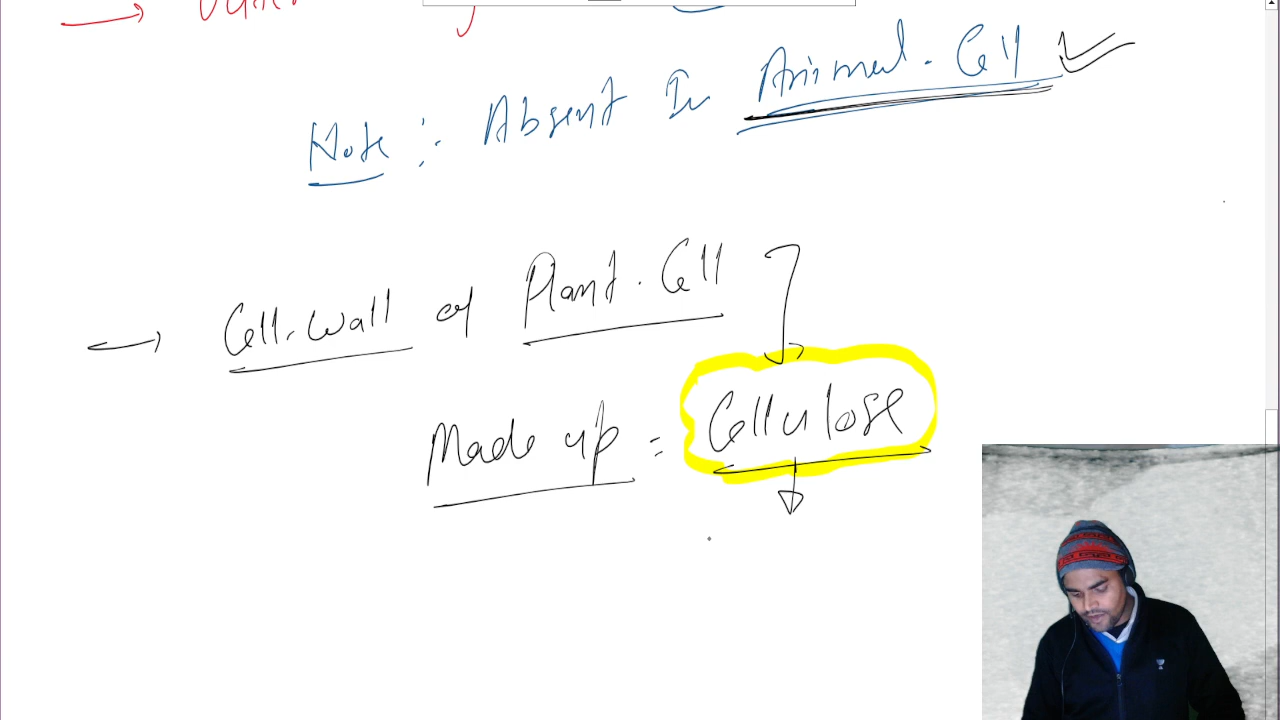 Note :- Absent In Animal. Cell
→ Cell. Wall of Plant. Cell
Made up = Cellulose